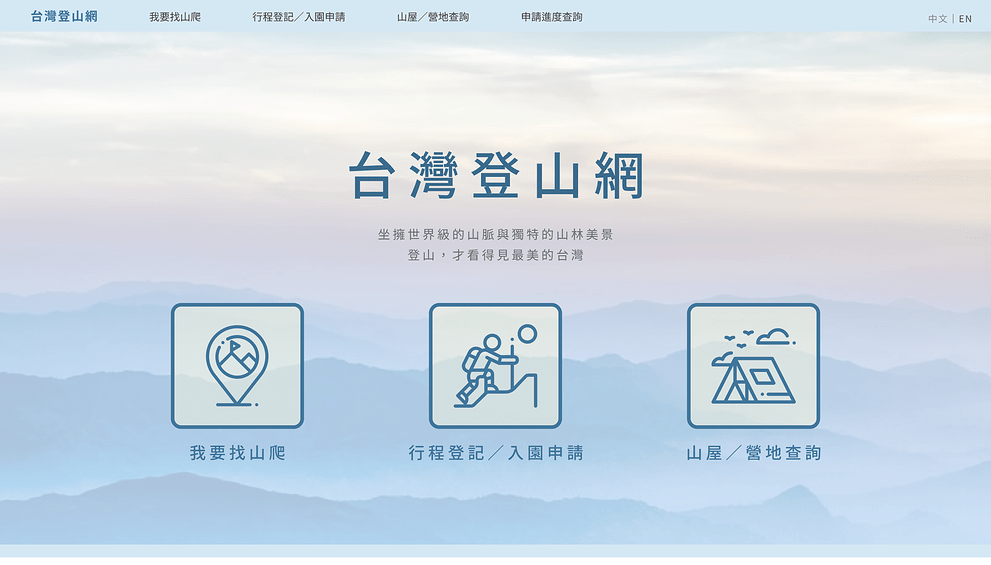 台灣登山網
我要找山爬
行程登記／入園申請
山屋／營地查詢
申請進度查詢
中文｜EN
台灣登山網
坐擁世界級的山脈與獨特的山林美景
登山，才看得見最美的台灣
我要找山爬
行程登記／入園申請
山屋／營地查詢